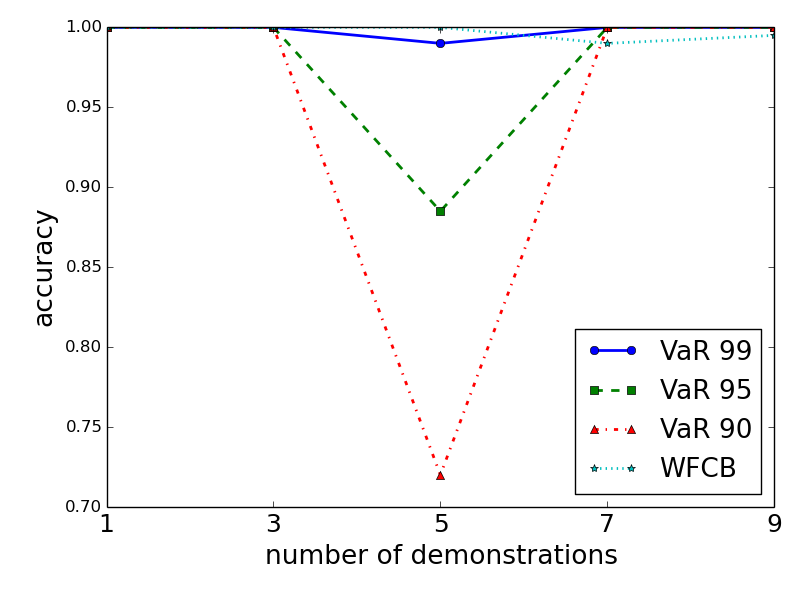 1.00
0.95
0.90
0.85
0.80
0.75
0.70
accuracy
1
3
5
7
9
number of demonstrations
VaR 99
VaR 95
VaR 90
WFCB